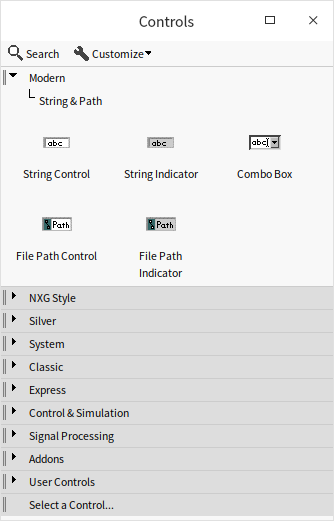 Controls
Search Customize
Modern
String & Path
abc abc abc
String Control String Indicator Combo Box
Path Path
File Path Control File Path
Indicator
NXG Style
Silver
System
Classic
Express
Control & Simulation
Signal Processing
Addons
User Controls
Select a Control...